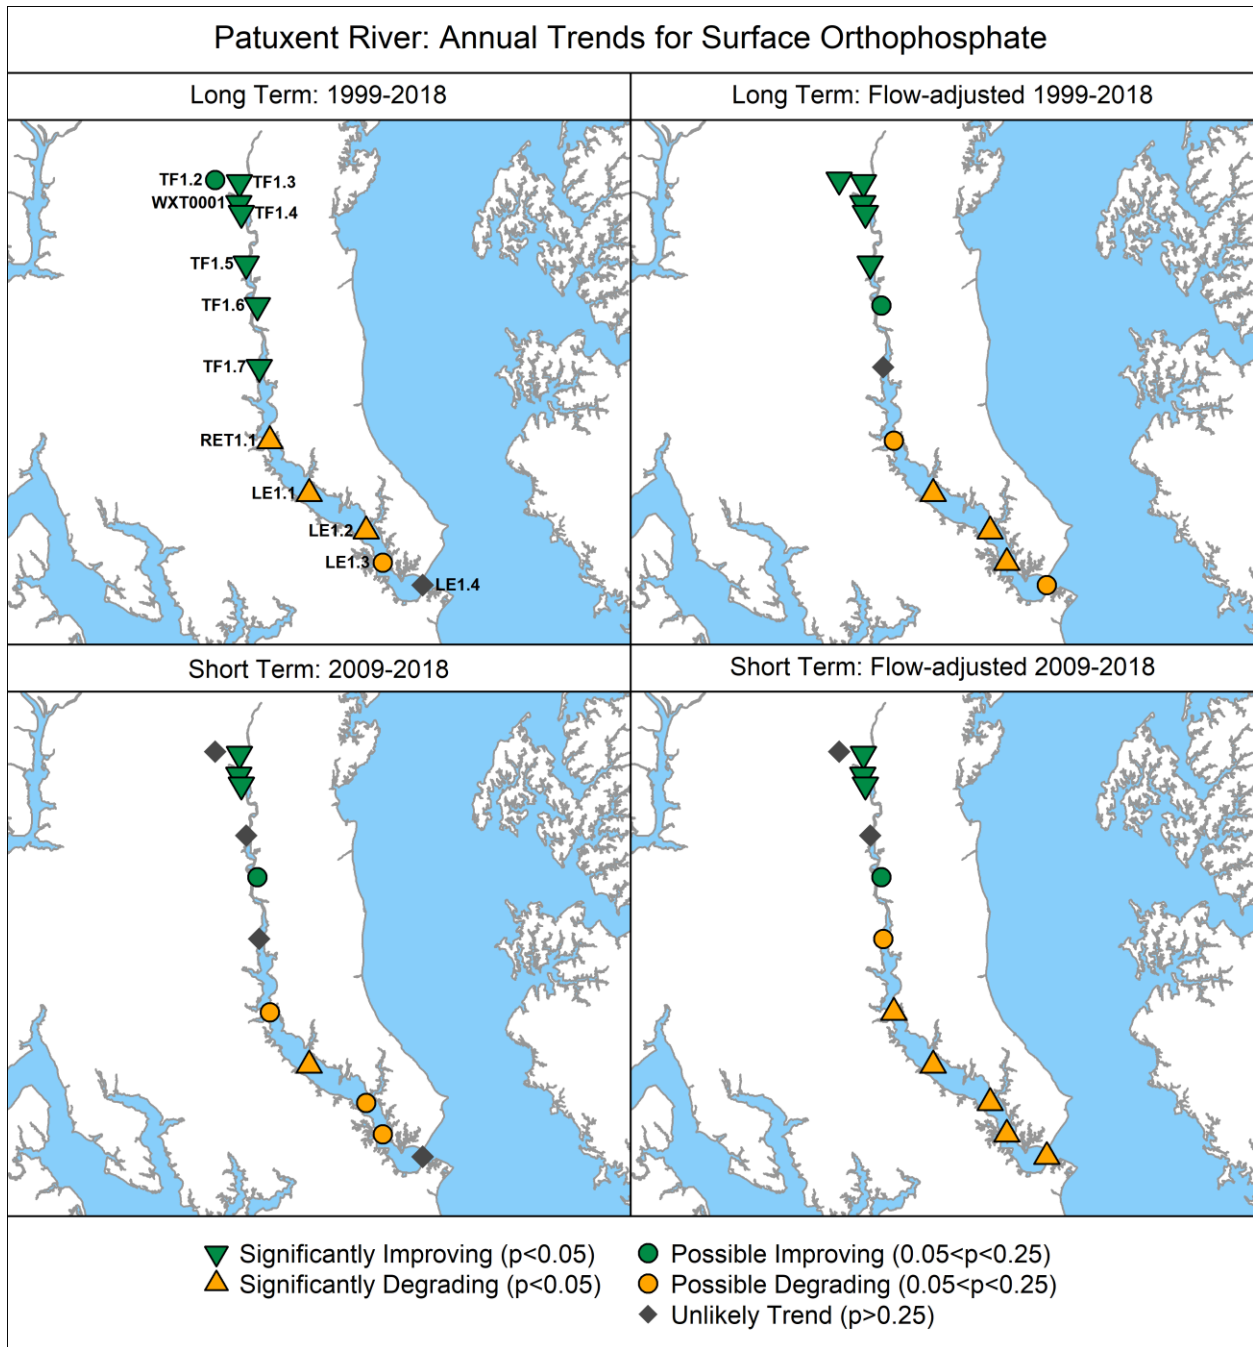 Patuxent River: Annual Trends for Surface Orthophosphate
Long Term: 1999-2018
Long Term: Flow-adjusted 1999-2018
TF1.2
TF1.3
WXT0001
TF1.4
TF1.5
TF1.6
TF1.7
RET1.1
LE1.1
LE1.2
LE1.3
LE1.4
Short Term: 2009-2018
Short Term: Flow-adjusted 2009-2018
Significantly Improving (p<0.05)
Possible Improving (0.05<p<0.25)
Significantly Degrading (p<0.05)
Possible Degrading (0.05<p<0.25)
Unlikely Trend (p>0.25)